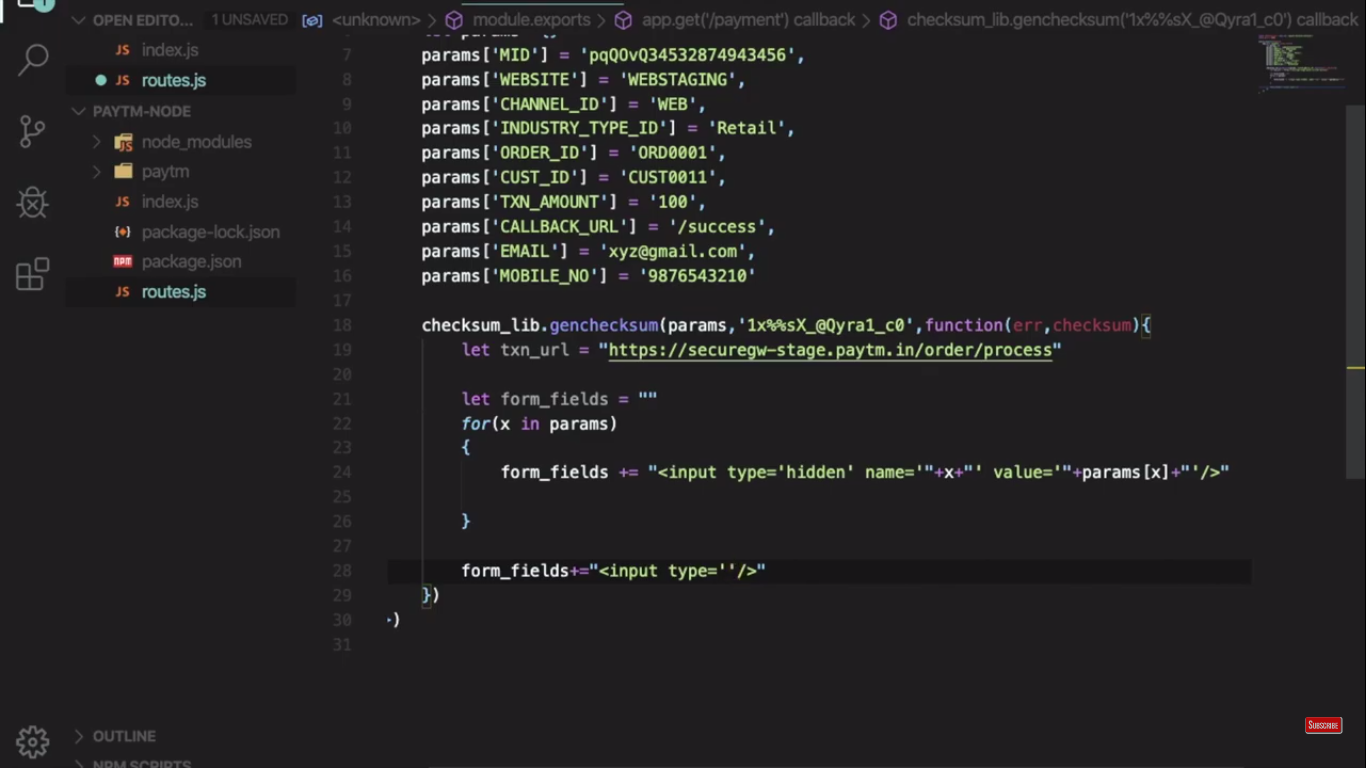 OPEN EDITO... 1 UNSAVED
<unknown> > module.exports > app.get('/payment') callback > checksum_lib.genchecksum('1x%%sX_@Qyra1_c0') callback
JS index.js
JS routes.js
PAYTM-NODE
node_modules
paytm
JS index.js
package-lock.json
npm package.json
JS routes.js
OUTLINE
NPM SCRIPTS
7 params['MID'] = 'pqQOvQ34532874943456',
8 params['WEBSITE'] = 'WEBSTAGING',
9 params['CHANNEL_ID'] = 'WEB',
10 params['INDUSTRY_TYPE_ID'] = 'Retail',
11 params['ORDER_ID'] = 'ORD0001',
12 params['CUST_ID'] = 'CUST0011',
13 params['TXN_AMOUNT'] = '100',
14 params['CALLBACK_URL'] = '/success',
15 params['EMAIL'] = 'xyz@gmail.com',
16 params['MOBILE_NO'] = '9876543210'
17
18 checksum_lib.genchecksum(params,'1x%%sX_@Qyra1_c0',function(err,checksum){
19 let txn_url = "https://securegw-stage.paytm.in/order/process"
20
21 let form_fields = ""
22 for(x in params)
23 {
24 form_fields += "<input type='hidden' name='"+x+"' value='"+params[x]+"'/>"
25
26 }
27
28 form_fields+="<input type=''/>"
29 })
30 )
31
SUBSCRIBE